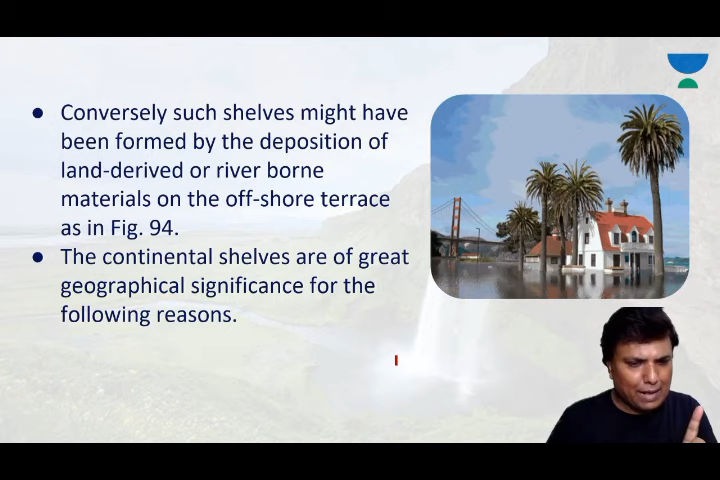 ● Conversely such shelves might have
been formed by the deposition of
land-derived or river borne
materials on the off-shore terrace
as in Fig. 94.
● The continental shelves are of great
geographical significance for the
following reasons.